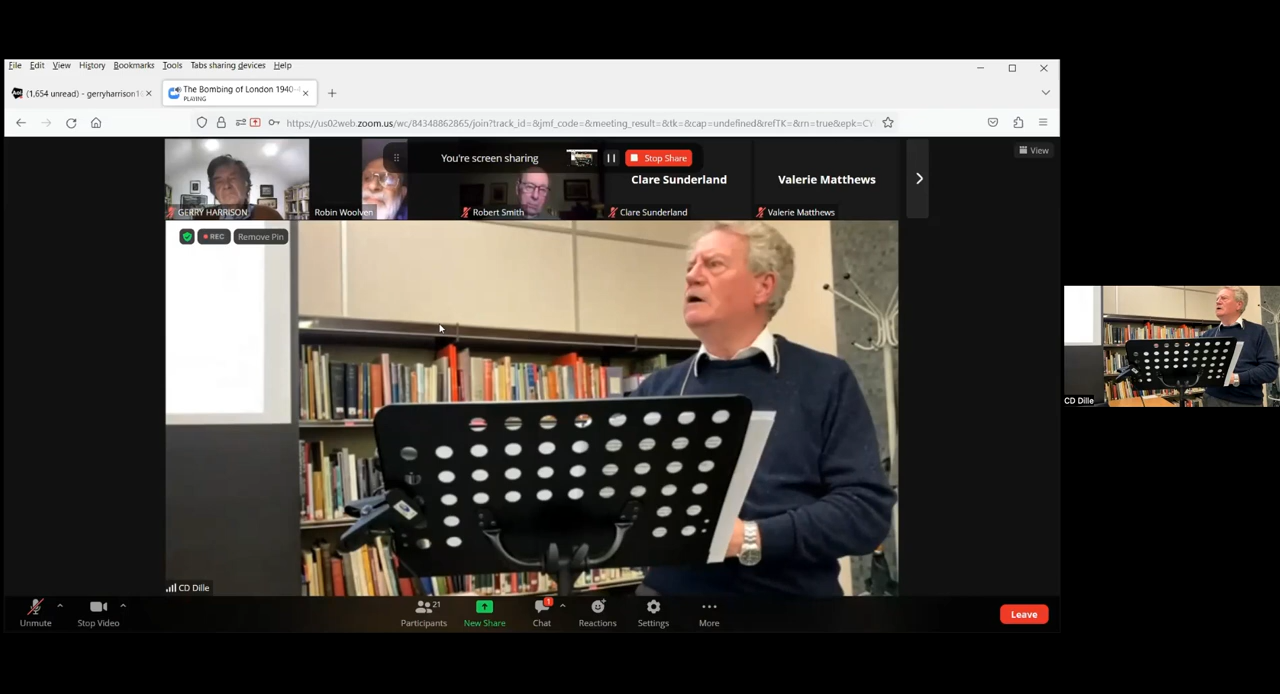 File Edit View History Bookmarks Tools Tabs sharing devices Help
(1,654 unread) - gerryharrison1
The Bombing of London 1940-
PLAYING
https://us02web.zoom.us/wc/84348862865/join?track_id=&jmf_code=&meeting_result=&tk=&cap=undefined&refTK=&rn=true&epk=CY
You're screen sharing
Stop Share
View
Clare Sunderland
Valerie Matthews
GERRY HARRISON
Robin Woolven
Robert Smith
Clare Sunderland
Valerie Matthews
REC
Remove Pin
CD Dille
CD Dille
21
1
Unmute
Stop Video
Participants
New Share
Chat
Reactions
Settings
More
Leave